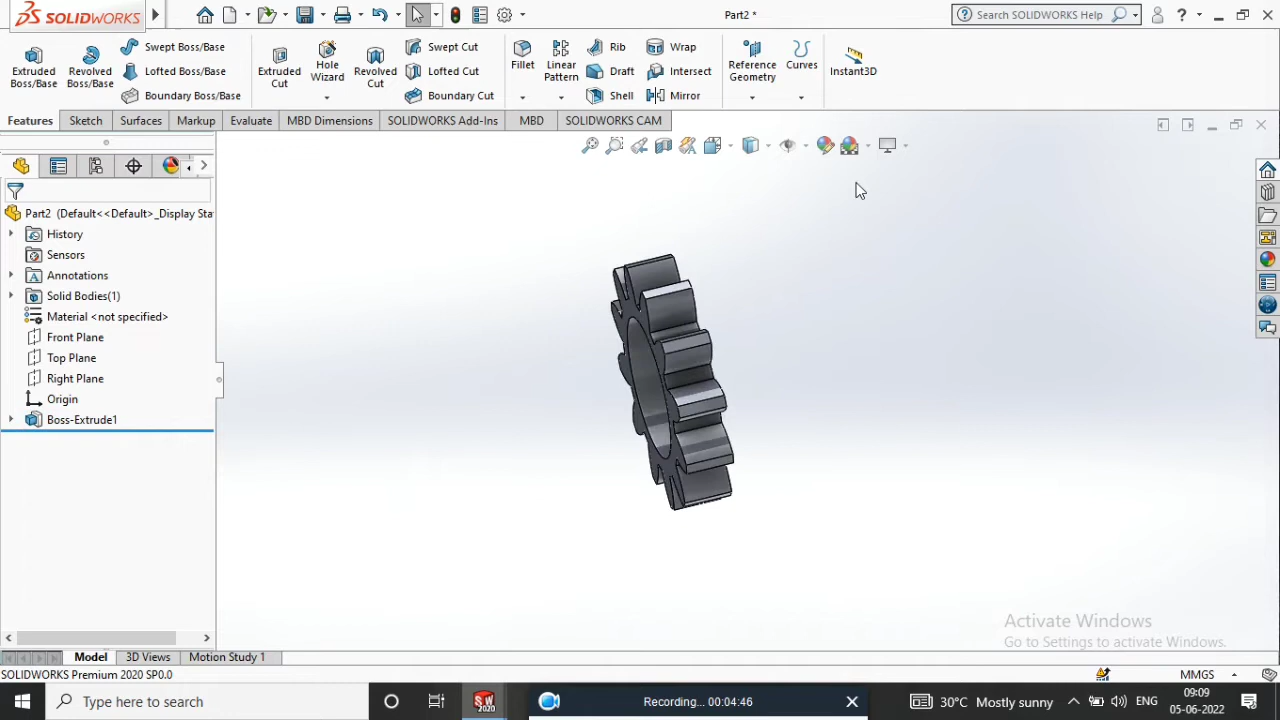 SOLIDWORKS
Part2 *
Search SOLIDWORKS Help
Extruded Boss/Base
Revolved Boss/Base
Swept Boss/Base
Lofted Boss/Base
Boundary Boss/Base
Extruded Cut
Hole Wizard
Revolved Cut
Swept Cut
Lofted Cut
Boundary Cut
Fillet
Linear Pattern
Rib
Draft
Shell
Wrap
Intersect
Mirror
Reference Geometry
Curves
Instant3D
Features Sketch Surfaces Markup Evaluate MBD Dimensions SOLIDWORKS Add-Ins MBD SOLIDWORKS CAM
Part2 (Default<<Default>_Display Sta
History
Sensors
Annotations
Solid Bodies(1)
Material <not specified>
Front Plane
Top Plane
Right Plane
Origin
Boss-Extrude1
Activate Windows
Go to Settings to activate Windows.
Model 3D Views Motion Study 1
SOLIDWORKS Premium 2020 SP0.0
MMGS
Type here to search
SW 2020
Recording... 00:04:46
30°C Mostly sunny
ENG
09:09
05-06-2022